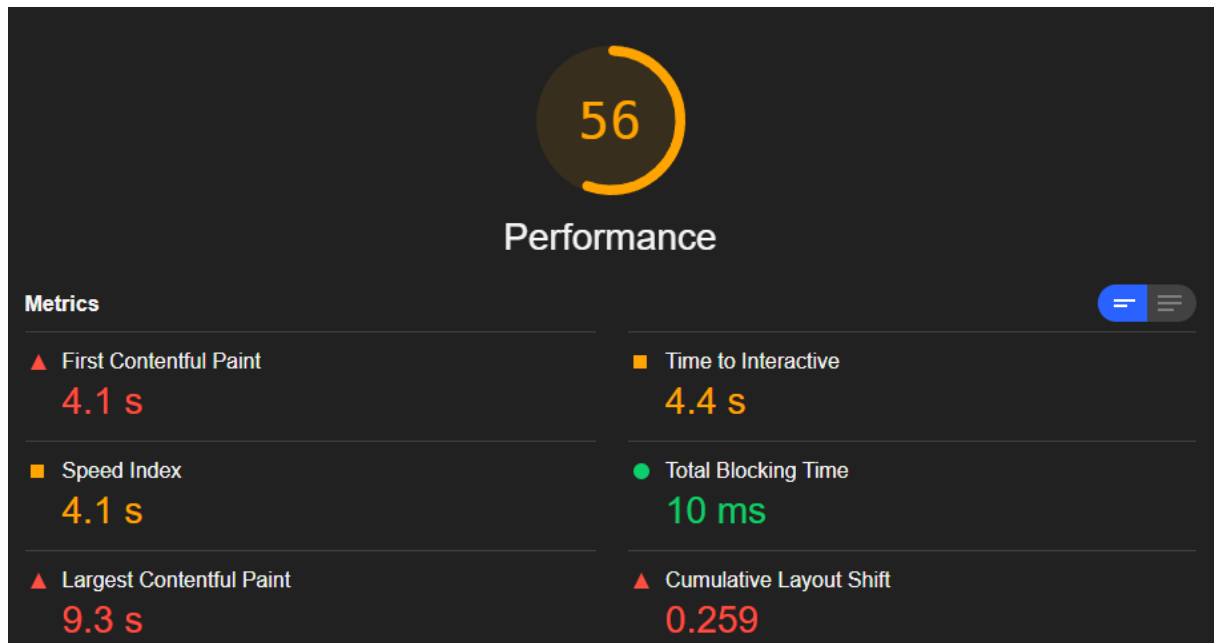 56
Performance
Metrics
First Contentful Paint
4.1 s
Time to Interactive
4.4 s
Speed Index
4.1 s
Total Blocking Time
10 ms
Largest Contentful Paint
9.3 s
Cumulative Layout Shift
0.259